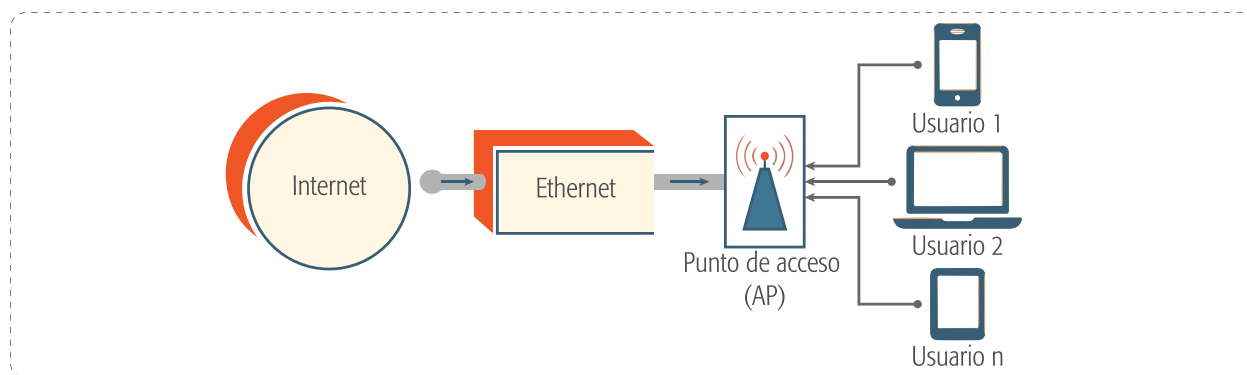 Internet
Ethernet
Punto de acceso
(AP)
Usuario 1
Usuario 2
Usuario n